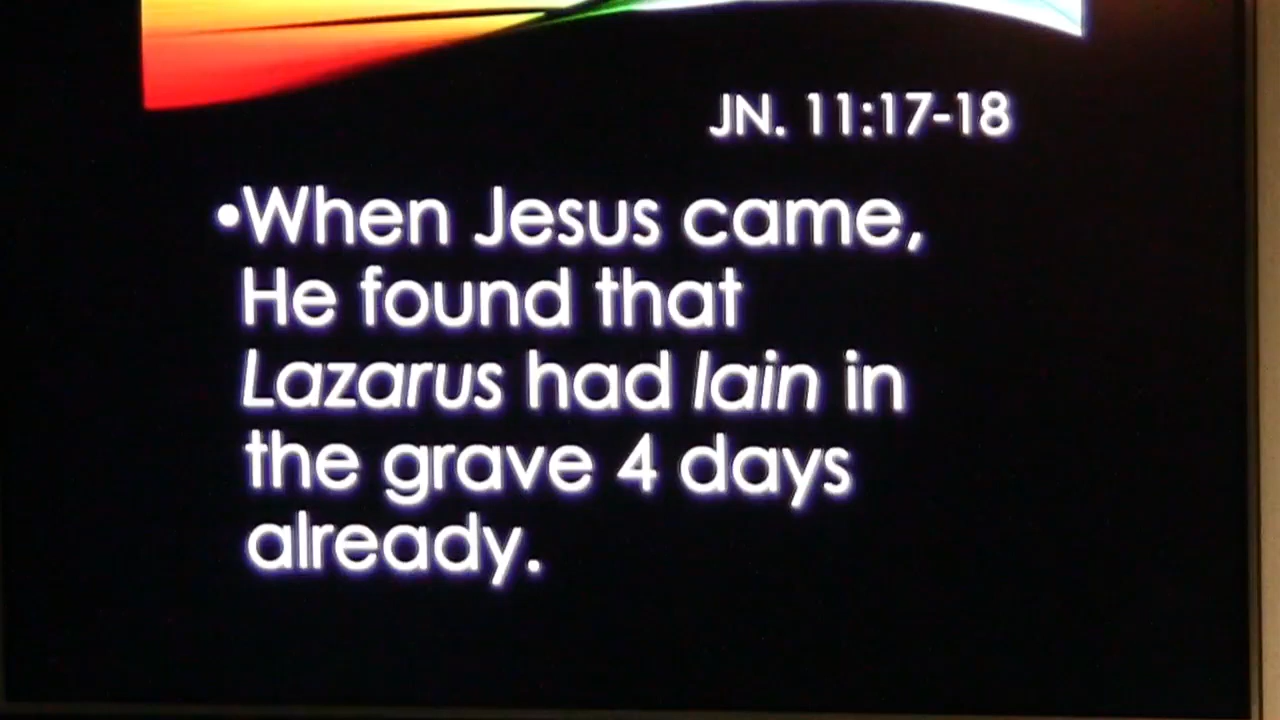 JN. 11:17-18
•When Jesus came,
He found that
Lazarus had lain in
the grave 4 days
already.